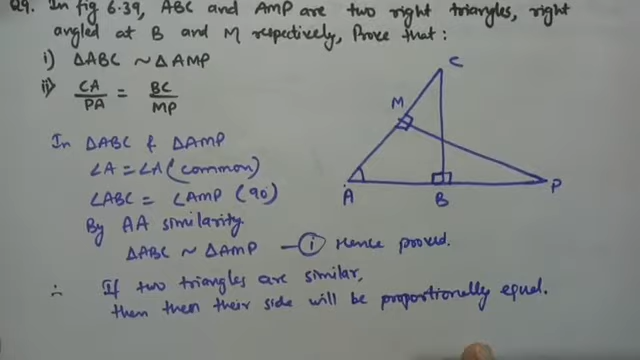 Q9. In fig 6.39, ABC and AMP are two right triangles, right
angled at B and M respectively, Prove that:
i) ΔABC ~ ΔAMP
ii) CA/PA = BC/MP
In ΔABC & ΔAMP
∠A = ∠A (common)
∠ABC = ∠AMP (90)
By AA similarity
ΔABC ~ ΔAMP — (i) Hence proved.
∴ If two triangles are similar,
then then their side will be proportionally equal.
C
M
A
B
P